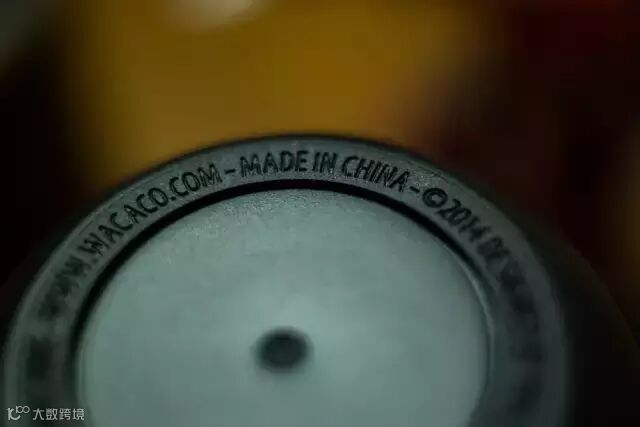 WWW.WACACO.COM - MADE IN CHINA - ©2014
大数跨境